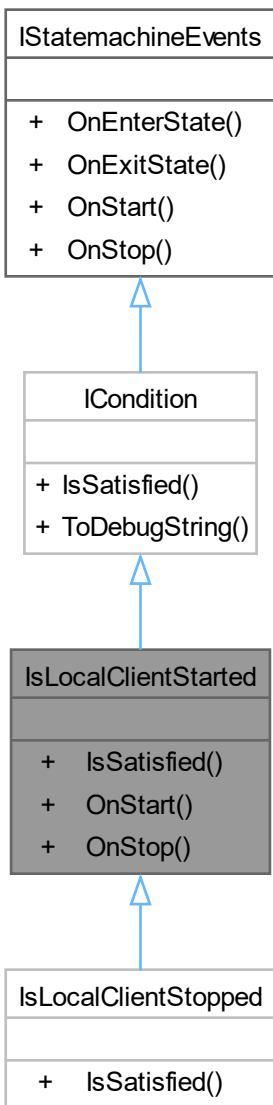 IStatemachineEvents
+ OnEnterState()
+ OnExitState()
+ OnStart()
+ OnStop()
ICondition
+ IsSatisfied()
+ ToDebugString()
IsLocalClientStarted
+ IsSatisfied()
+ OnStart()
+ OnStop()
IsLocalClientStopped
+ IsSatisfied()